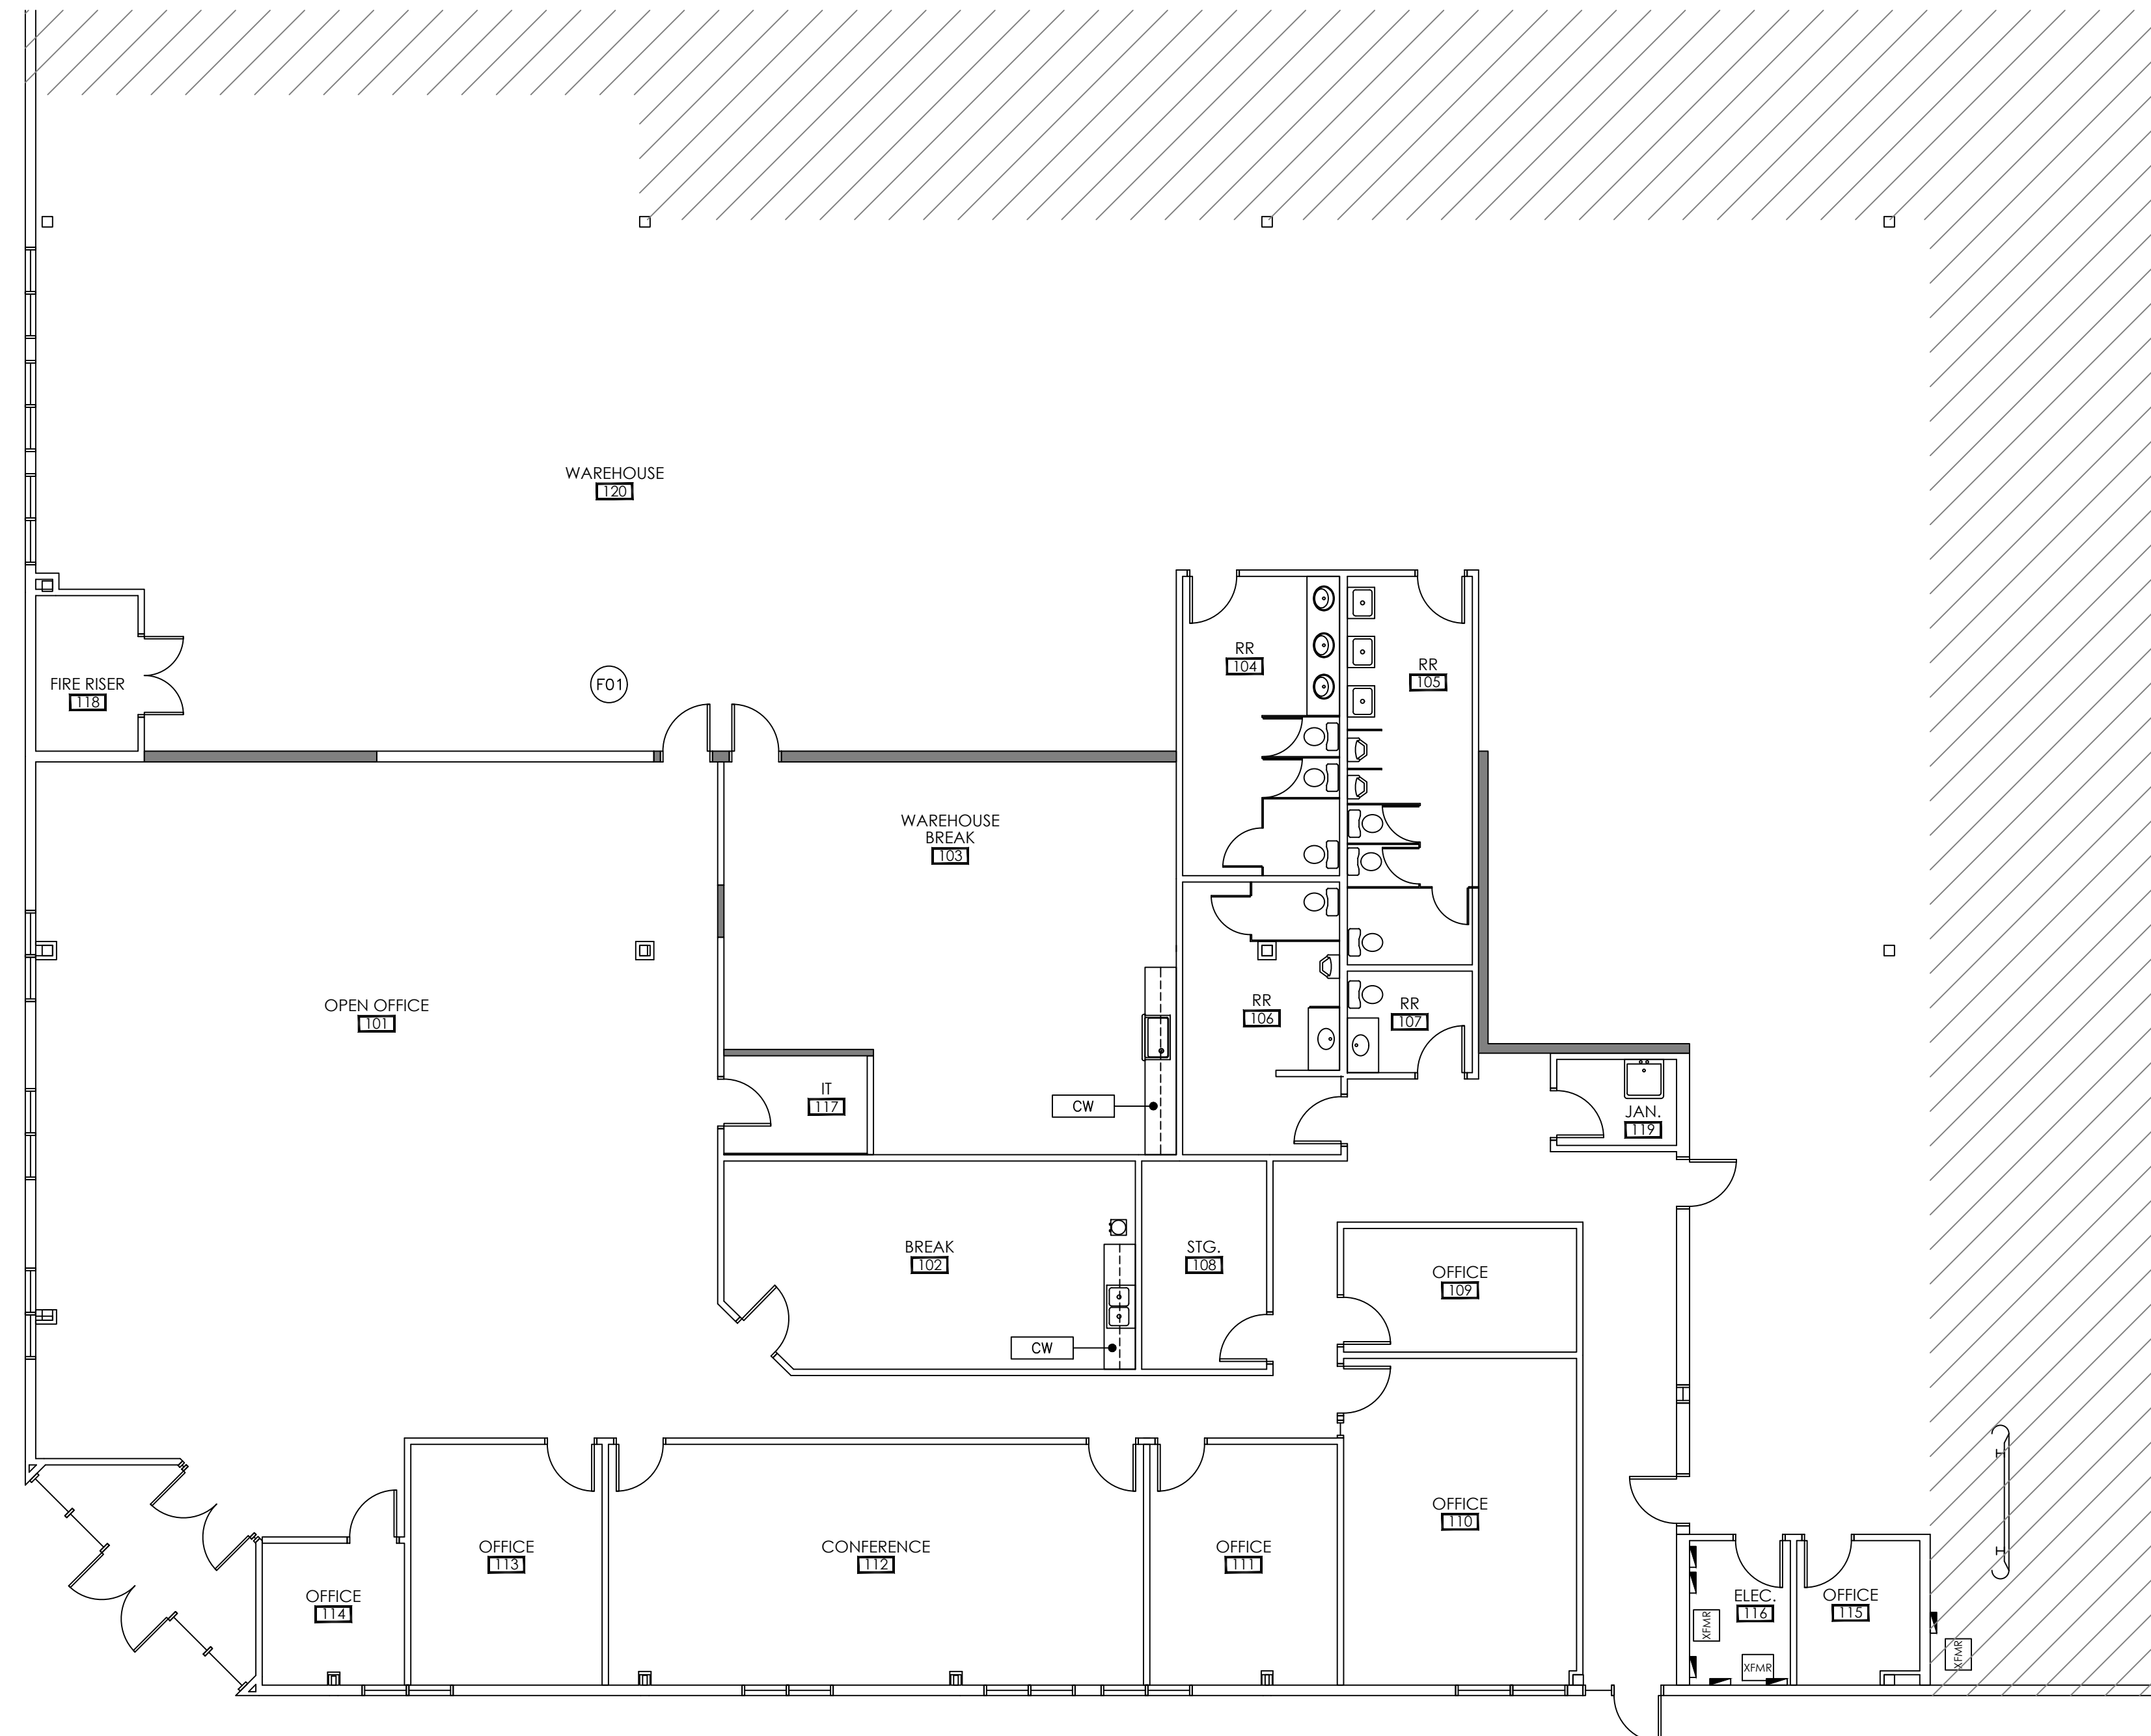 WAREHOUSE
120
RR
104
RR
105
FIRE RISER
118
F01
WAREHOUSE
BREAK
103
OPEN OFFICE
101
RR
106
RR
107
IT
117
CW
JAN.
119
BREAK
102
STG.
108
OFFICE
109
CW
OFFICE
110
OFFICE
113
CONFERENCE
112
OFFICE
111
OFFICE
114
ELEC.
116
OFFICE
115
XFMR
XFMR
XFMR